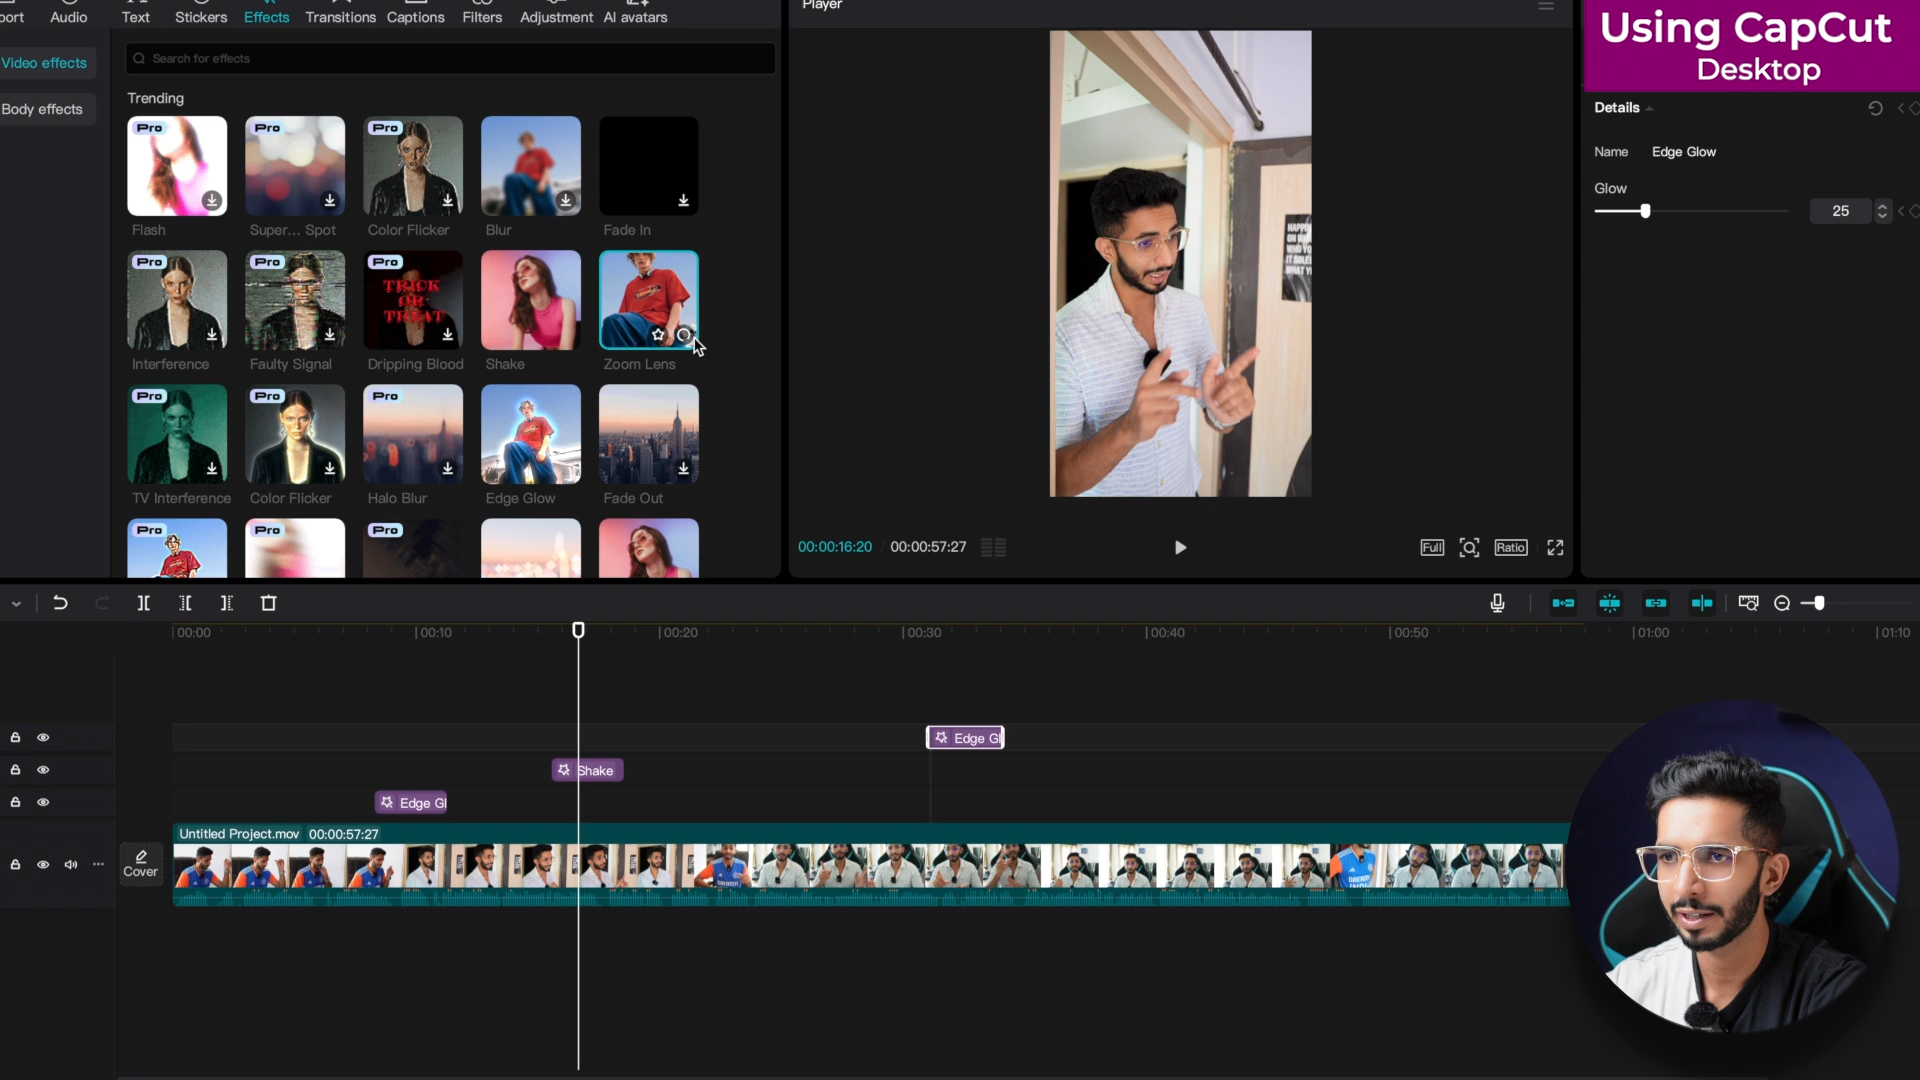 port Audio Text Stickers Effects Transitions Captions Filters Adjustment AI avatars
Player
Using CapCut
Desktop
Video effects
Search for effects
Body effects
Trending
Pro Pro Pro
Flash Super... Spot Color Flicker Blur Fade In
Pro Pro Pro
TRICK
OR
TREAT
Interference Faulty Signal Dripping Blood Shake Zoom Lens
Pro Pro Pro
TV Interference Color Flicker Halo Blur Edge Glow Fade Out
Pro Pro Pro
Details
Name Edge Glow
Glow
25
00:00:16:20 00:00:57:27
Full Ratio
00:00 00:10 00:20 00:30 00:40 00:50 01:00 01:10
Edge Gl
Shake
Edge Gl
Untitled Project.mov 00:00:57:27
Cover